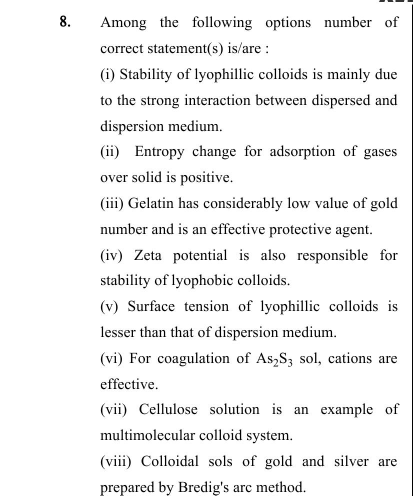 8. Among the following options number of
correct statement(s) is/are :
(i) Stability of lyophillic colloids is mainly due
to the strong interaction between dispersed and
dispersion medium.
(ii) Entropy change for adsorption of gases
over solid is positive.
(iii) Gelatin has considerably low value of gold
number and is an effective protective agent.
(iv) Zeta potential is also responsible for
stability of lyophobic colloids.
(v) Surface tension of lyophillic colloids is
lesser than that of dispersion medium.
(vi) For coagulation of As₂S₃ sol, cations are
effective.
(vii) Cellulose solution is an example of
multimolecular colloid system.
(viii) Colloidal sols of gold and silver are
prepared by Bredig's arc method.